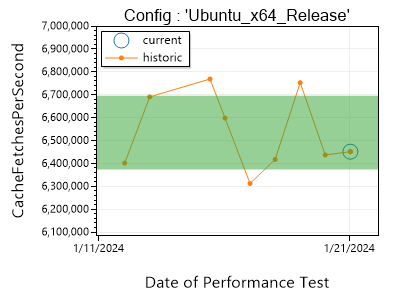 Config : 'Ubuntu_x64_Release'
7,000,000
6,900,000
6,800,000
6,700,000
6,600,000
6,500,000
6,400,000
6,300,000
6,200,000
6,100,000
current
historic
CacheFetchesPerSecond
1/11/2024
1/21/2024
Date of Performance Test